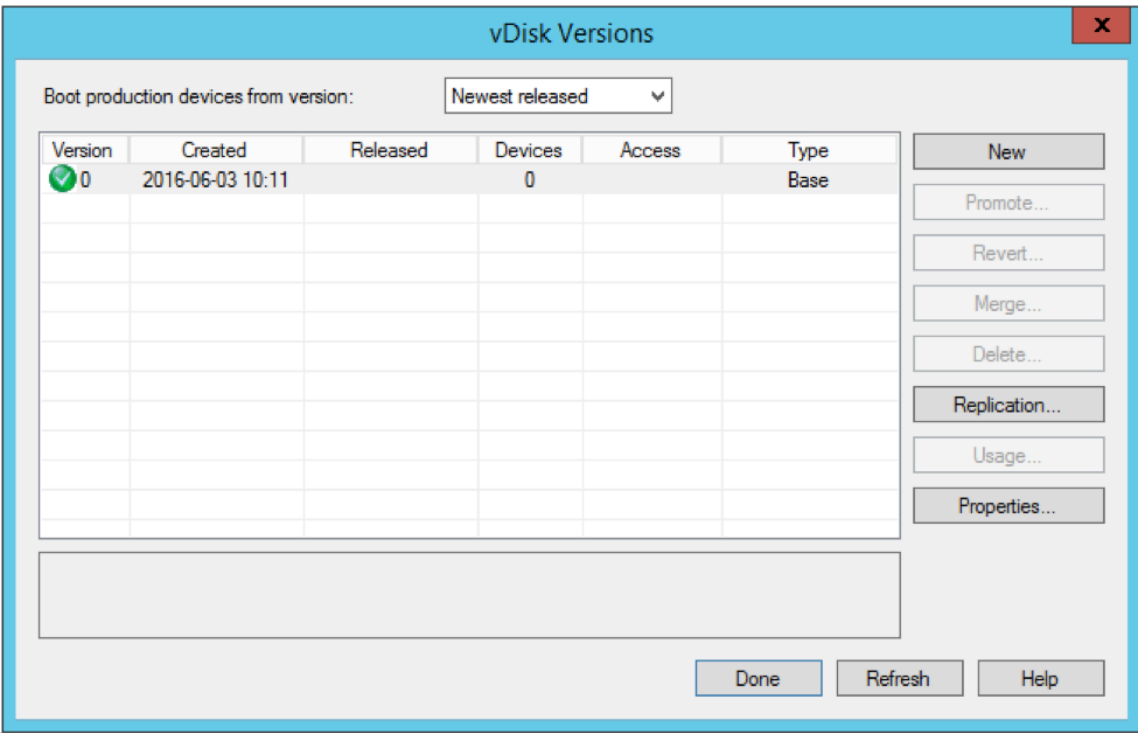 vDisk Versions
x
Boot production devices from version: Newest released
Version Created Released Devices Access Type
0 2016-06-03 10:11 0 Base
New
Promote...
Revert...
Merge...
Delete...
Replication...
Usage...
Properties...
Done Refresh Help